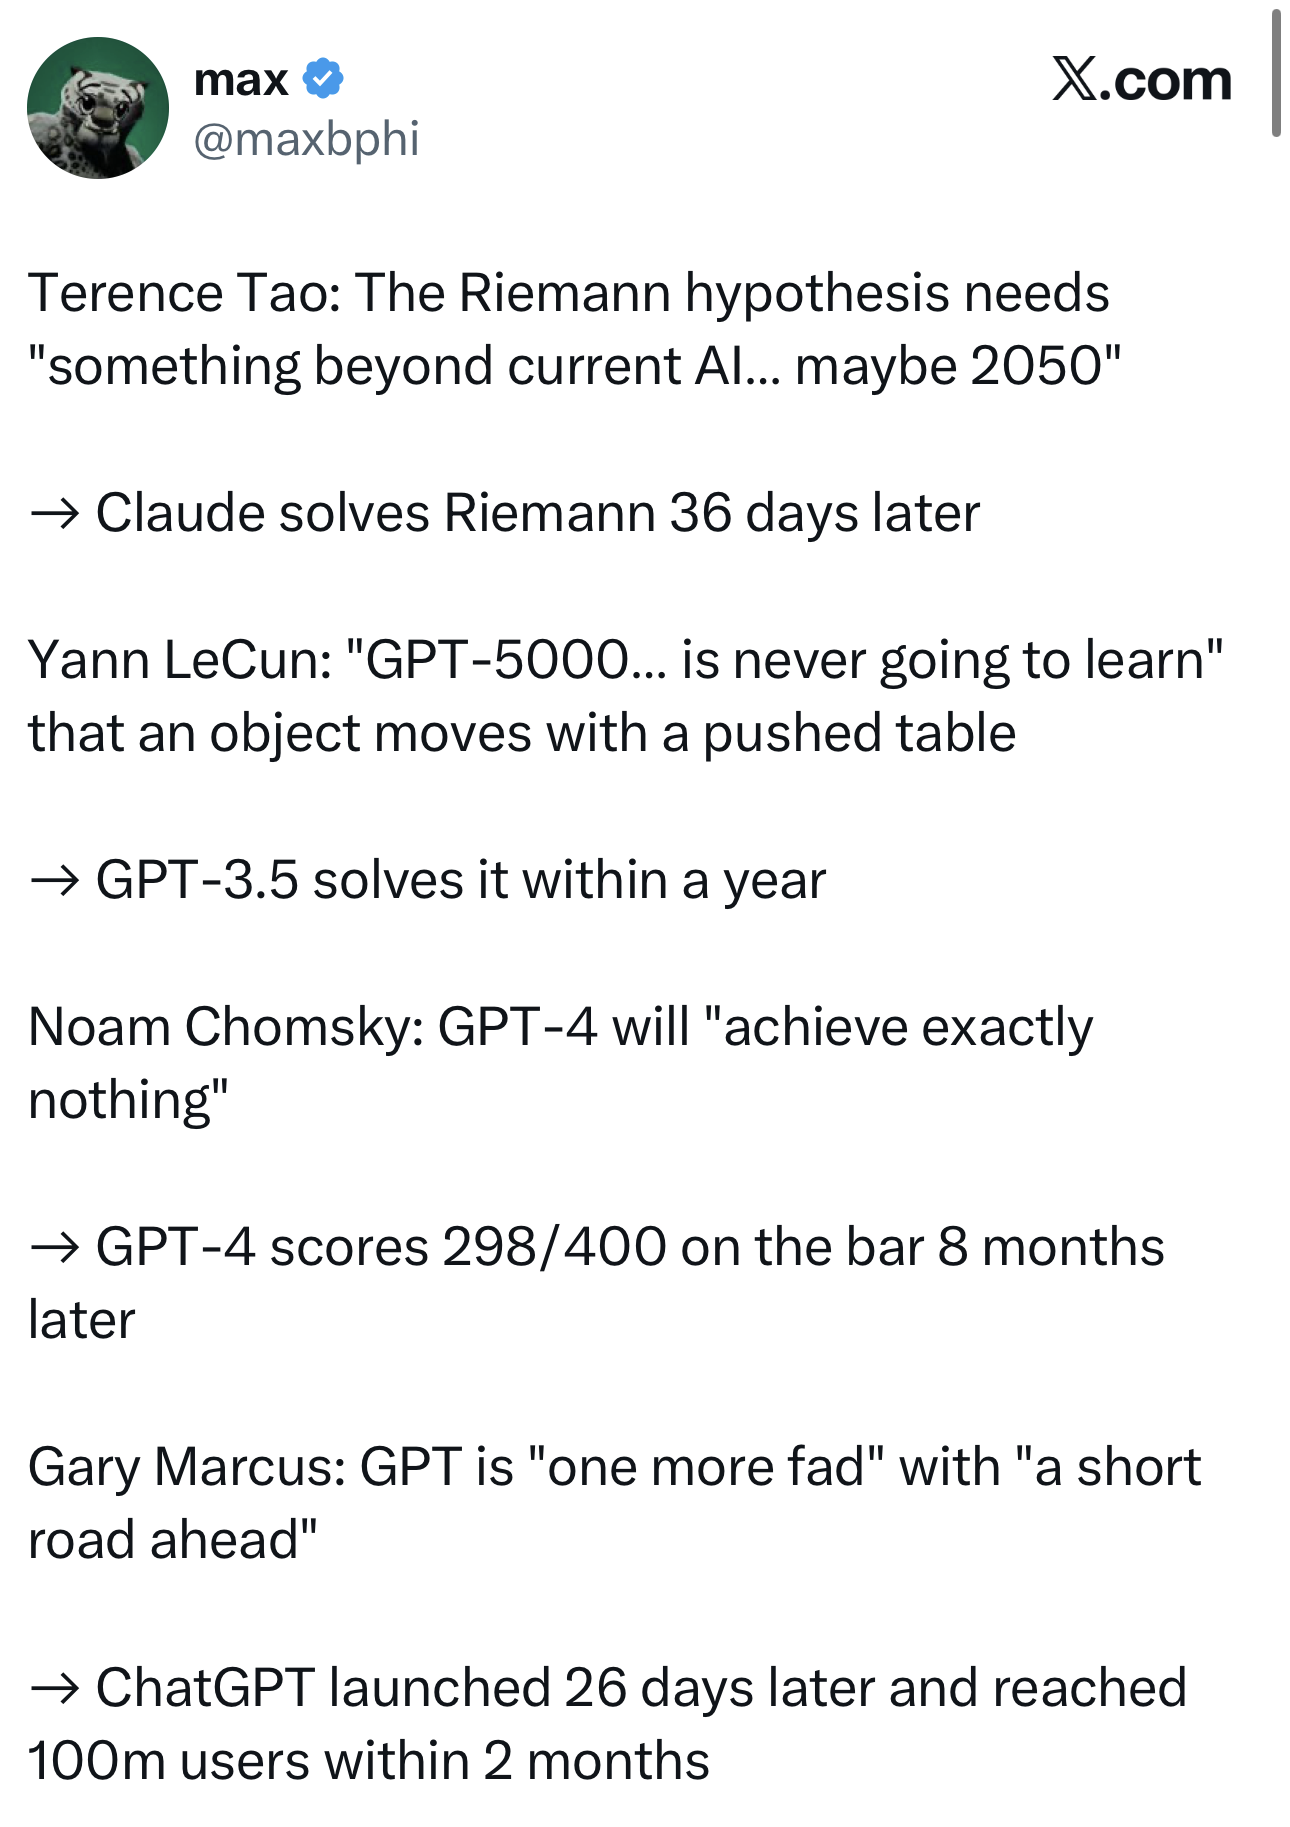 max
X.com
@maxbphi
Terence Tao: The Riemann hypothesis needs
"something beyond current AI... maybe 2050"
→ Claude solves Riemann 36 days later
Yann LeCun: "GPT-5000... is never going to learn"
that an object moves with a pushed table
→ GPT-3.5 solves it within a year
Noam Chomsky: GPT-4 will "achieve exactly
nothing"
→ GPT-4 scores 298/400 on the bar 8 months
later
Gary Marcus: GPT is "one more fad" with "a short
road ahead"
→ ChatGPT launched 26 days later and reached
100m users within 2 months